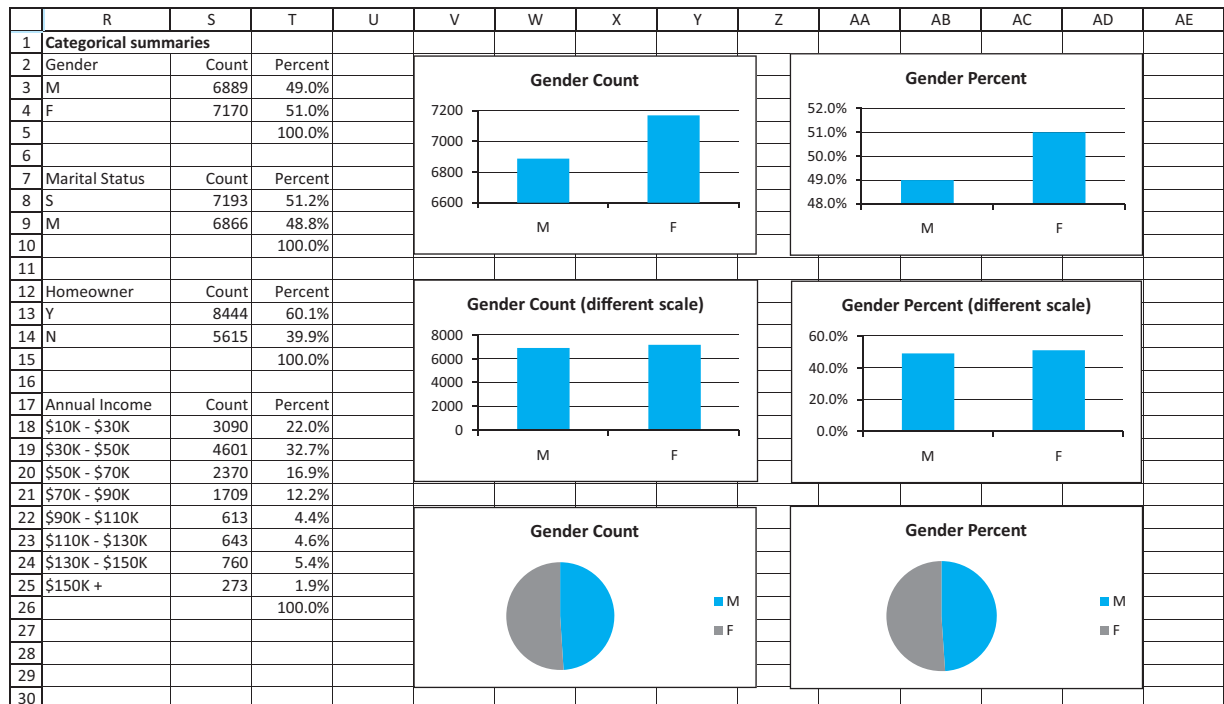 R S T U V W X Y Z AA AB AC AD AE
1 Categorical summaries
2 Gender Count Percent
3 M 6889 49.0%
4 F 7170 51.0%
5 100.0%
6
7 Marital Status Count Percent
8 S 7193 51.2%
9 M 6866 48.8%
10 100.0%
11
12 Homeowner Count Percent
13 Y 8444 60.1%
14 N 5615 39.9%
15 100.0%
16
17 Annual Income Count Percent
18 $10K - $30K 3090 22.0%
19 $30K - $50K 4601 32.7%
20 $50K - $70K 2370 16.9%
21 $70K - $90K 1709 12.2%
22 $90K - $110K 613 4.4%
23 $110K - $130K 643 4.6%
24 $130K - $150K 760 5.4%
25 $150K + 273 1.9%
26 100.0%
27
28
29
30
Gender Count
7200
7000
6800
6600
M F
Gender Percent
52.0%
51.0%
50.0%
49.0%
48.0%
M F
Gender Count (different scale)
8000
6000
4000
2000
0
M F
Gender Percent (different scale)
60.0%
40.0%
20.0%
0.0%
M F
Gender Count
M
F
Gender Percent
M
F